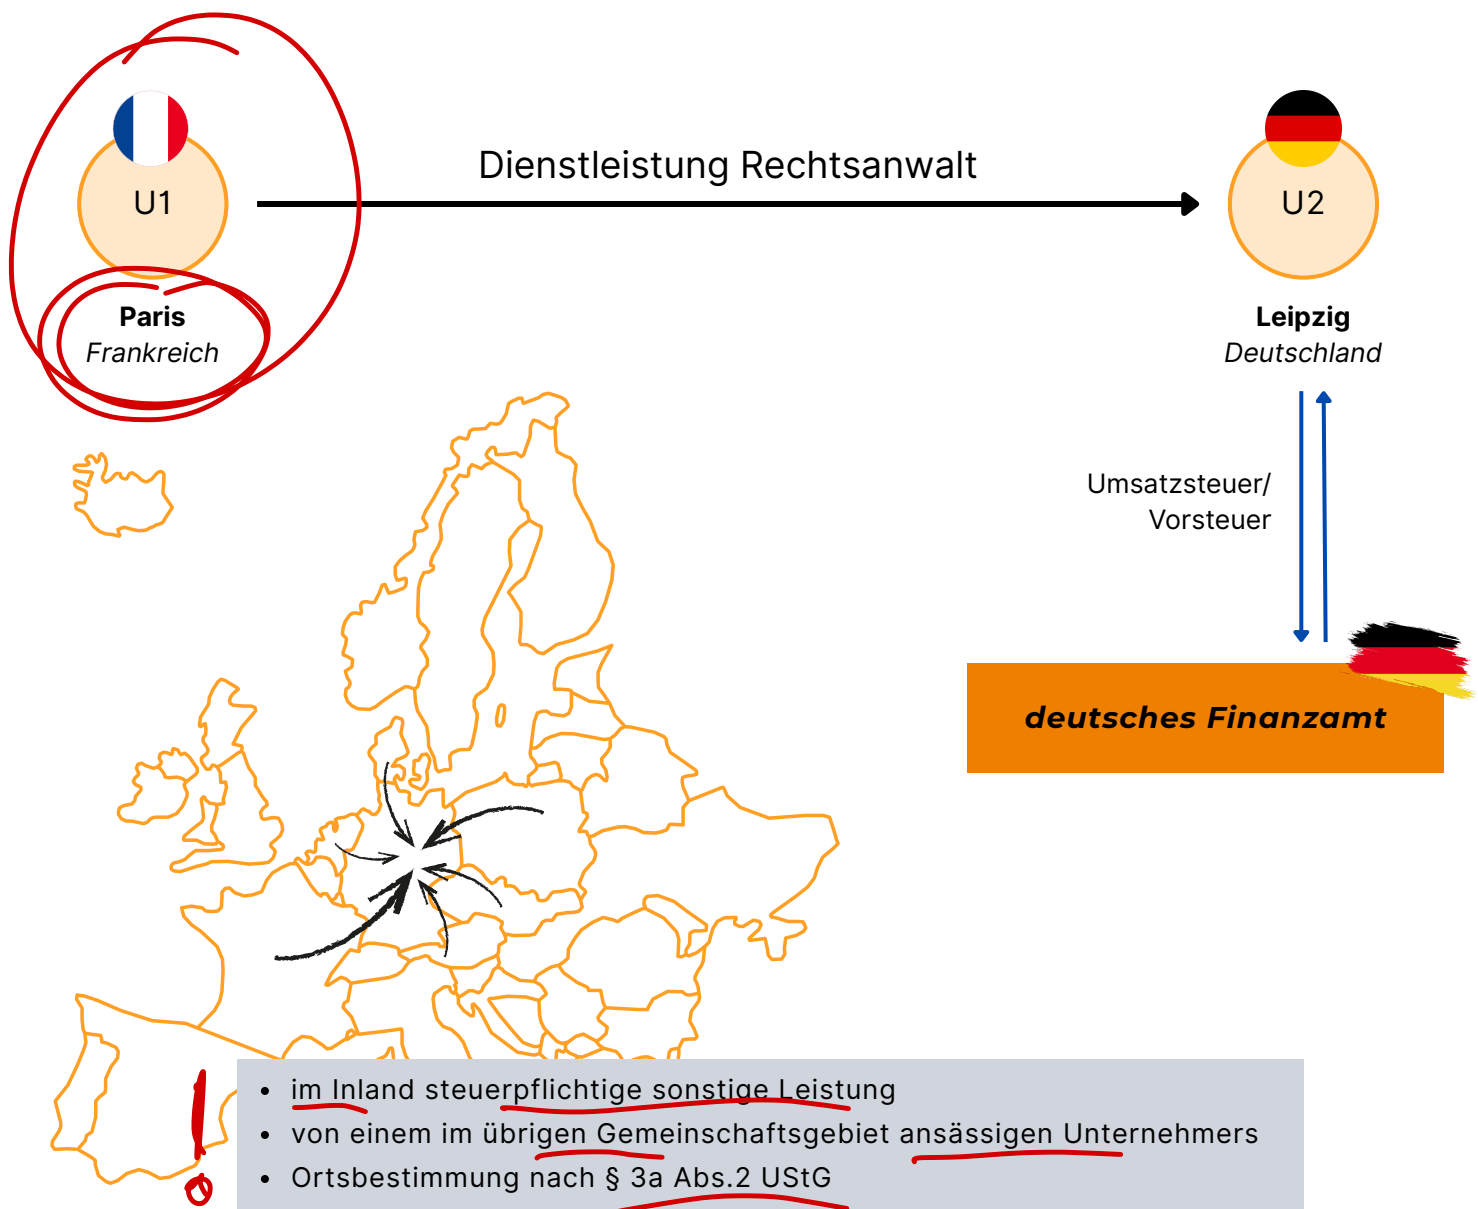 Dienstleistung Rechtsanwalt
U1
U2
Paris
Frankreich
Leipzig
Deutschland
Umsatzsteuer/
Vorsteuer
deutsches Finanzamt
• im Inland steuerpflichtige sonstige Leistung
• von einem im übrigen Gemeinschaftsgebiet ansässigen Unternehmers
• Ortsbestimmung nach § 3a Abs.2 UStG